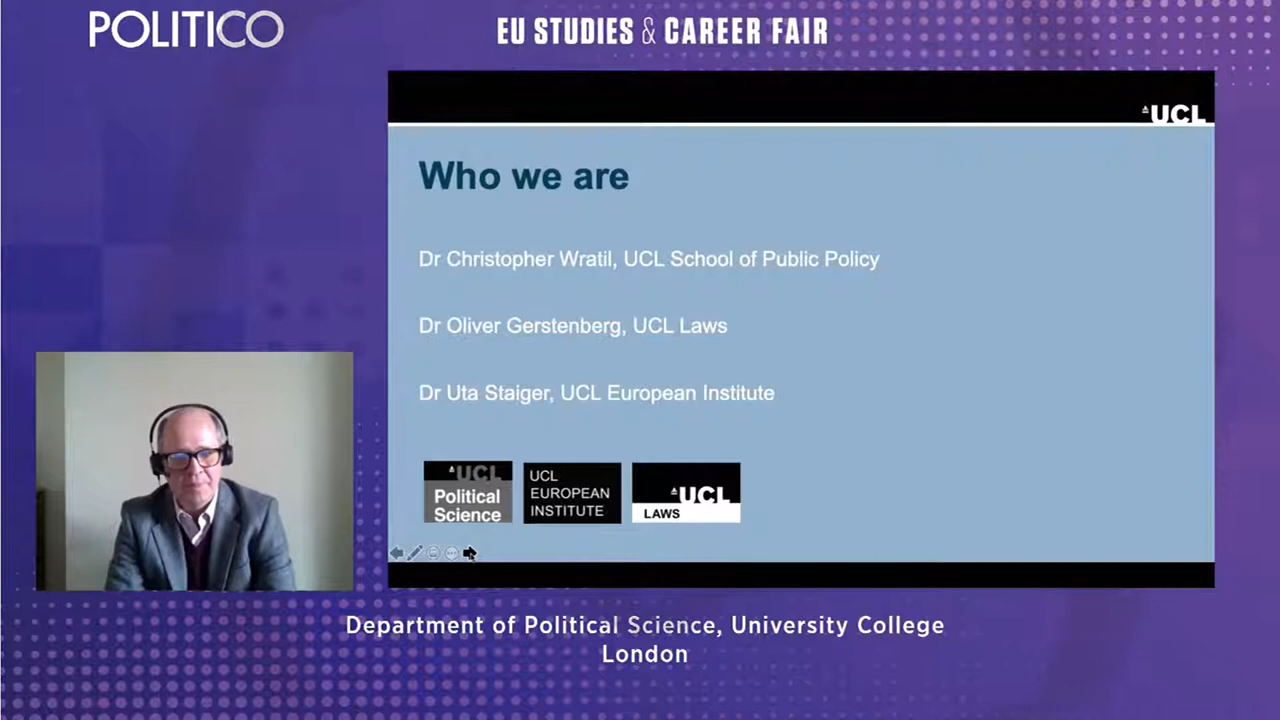 POLITICO
EU STUDIES & CAREER FAIR
UCL
Who we are
Dr Christopher Wratil, UCL School of Public Policy
Dr Oliver Gerstenberg, UCL Laws
Dr Uta Staiger, UCL European Institute
UCL
Political
Science
UCL
EUROPEAN
INSTITUTE
UCL
LAWS
Department of Political Science, University College
London